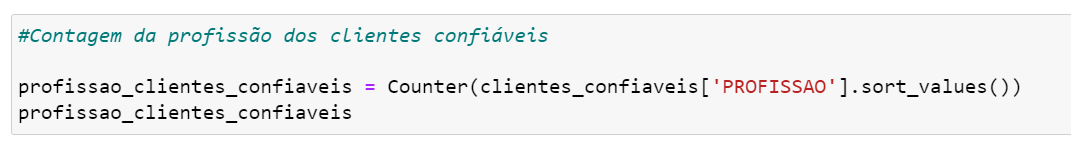 #Contagem da profissão dos clientes confiáveis
profissao_clientes_confiaveis = Counter(clientes_confiaveis['PROFISSAO'].sort_values())
profissao_clientes_confiaveis